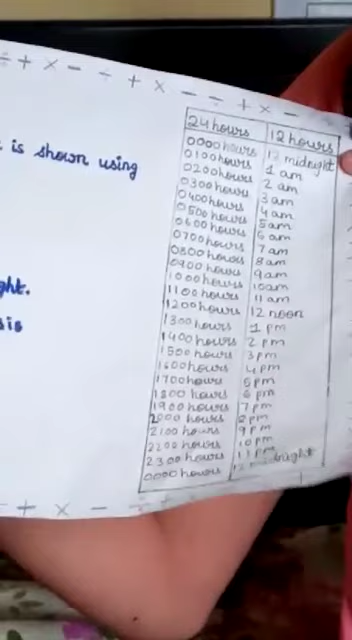 is shown using
ght.
sis
24 hours 12 hours
0000 hours 12 midnight
0100 hours 1 am
0200 hours 2 am
0300 hours 3 am
0400 hours 4 am
0500 hours 5 am
0600 hours 6 am
0700 hours 7 am
0800 hours 8 am
0900 hours 9 am
1000 hours 10 am
1100 hours 11 am
1200 hours 12 noon
1300 hours 1 pm
1400 hours 2 pm
1500 hours 3 pm
1600 hours 4 pm
1700 hours 5 pm
1800 hours 6 pm
1900 hours 7 pm
2000 hours 8 pm
2100 hours 9 pm
2200 hours 10 pm
2300 hours 11 pm
0000 hours 12 midnight